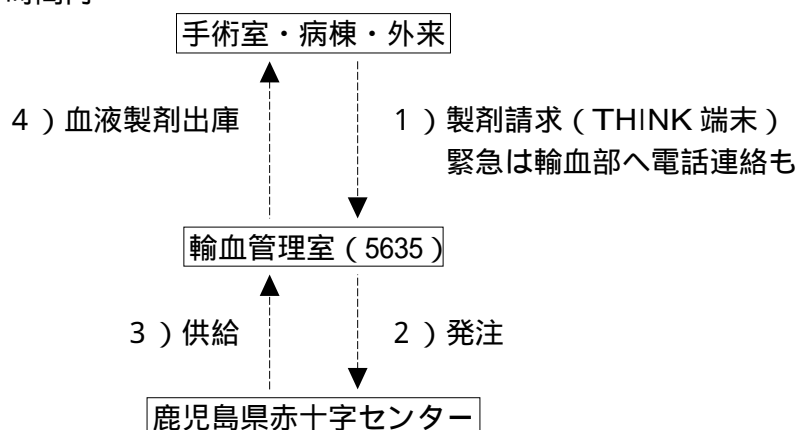 手術室・病棟・外来
4）血液製剤出庫
1）製剤請求（THINK 端末）
緊急は輸血部へ電話連絡も
輸血管理室（5635）
3）供給
2）発注
鹿児島県赤十字センター